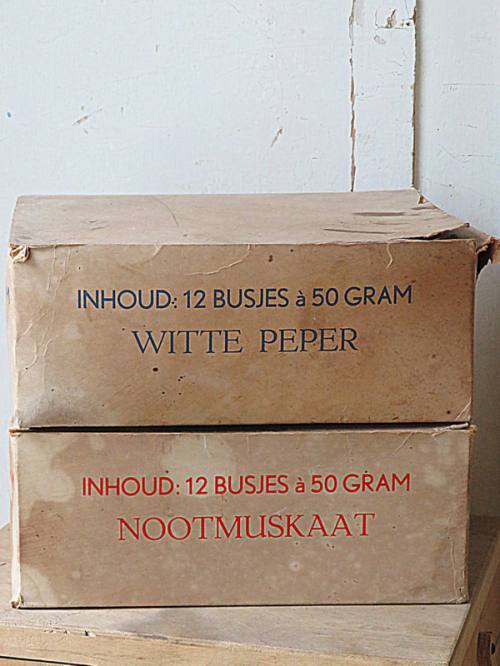 INHOUD: 12 BUSJES à 50 GRAM
WITTE PEPER
INHOUD: 12 BUSJES à 50 GRAM
NOOTMUSKAAT